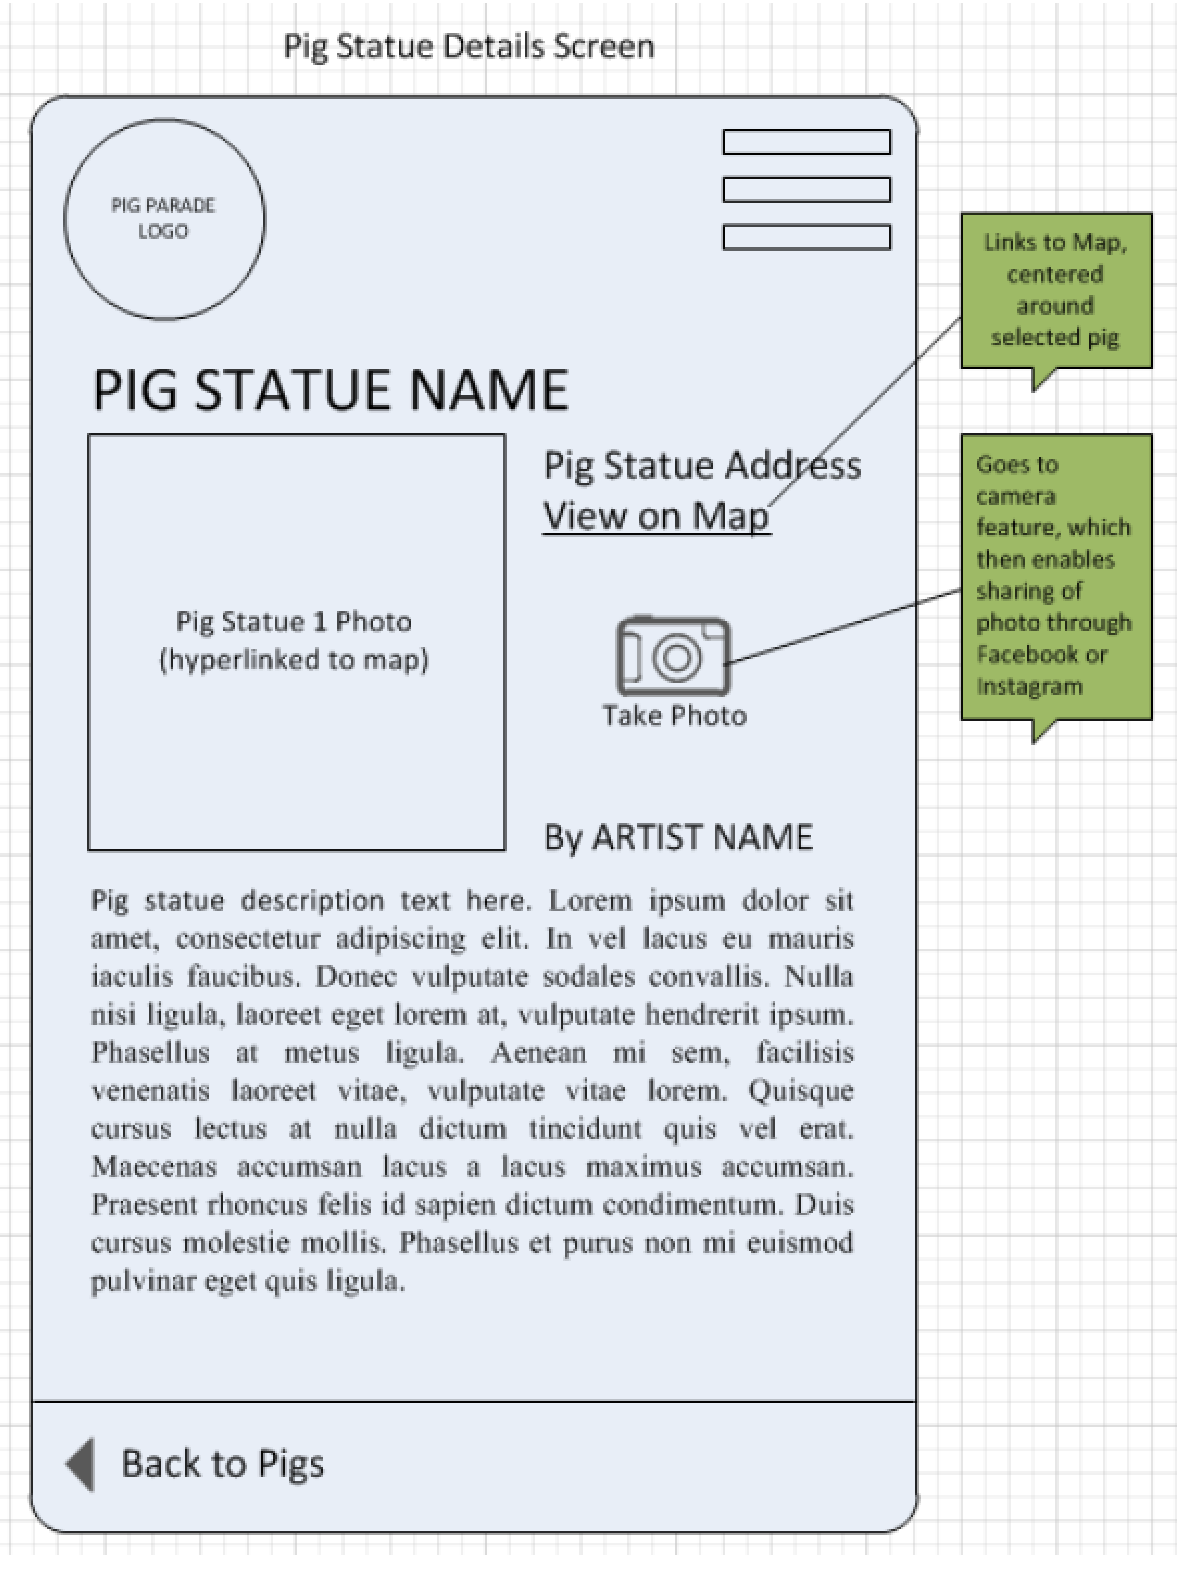 Pig Statue Details Screen
PIG PARADE
LOGO
Links to Map,
centered
around
selected pig
PIG STATUE NAME
Pig Statue Address
View on Map
Goes to
camera
feature, which
then enables
sharing of
photo through
Facebook or
Instagram
Pig Statue 1 Photo
(hyperlinked to map)
Take Photo
By ARTIST NAME
Pig statue description text here. Lorem ipsum dolor sit
amet, consectetur adipiscing elit. In vel lacus eu mauris
iaculis faucibus. Donec vulputate sodales convallis. Nulla
nisi ligula, laoreet eget lorem at, vulputate hendrerit ipsum.
Phasellus at metus ligula. Aenean mi sem, facilisis
venenatis laoreet vitae, vulputate vitae lorem. Quisque
cursus lectus at nulla dictum tincidunt quis vel erat.
Maecenas accumsan lacus a lacus maximus accumsan.
Praesent rhoncus felis id sapien dictum condimentum. Duis
cursus molestie mollis. Phasellus et purus non mi euismod
pulvinar eget quis ligula.
Back to Pigs